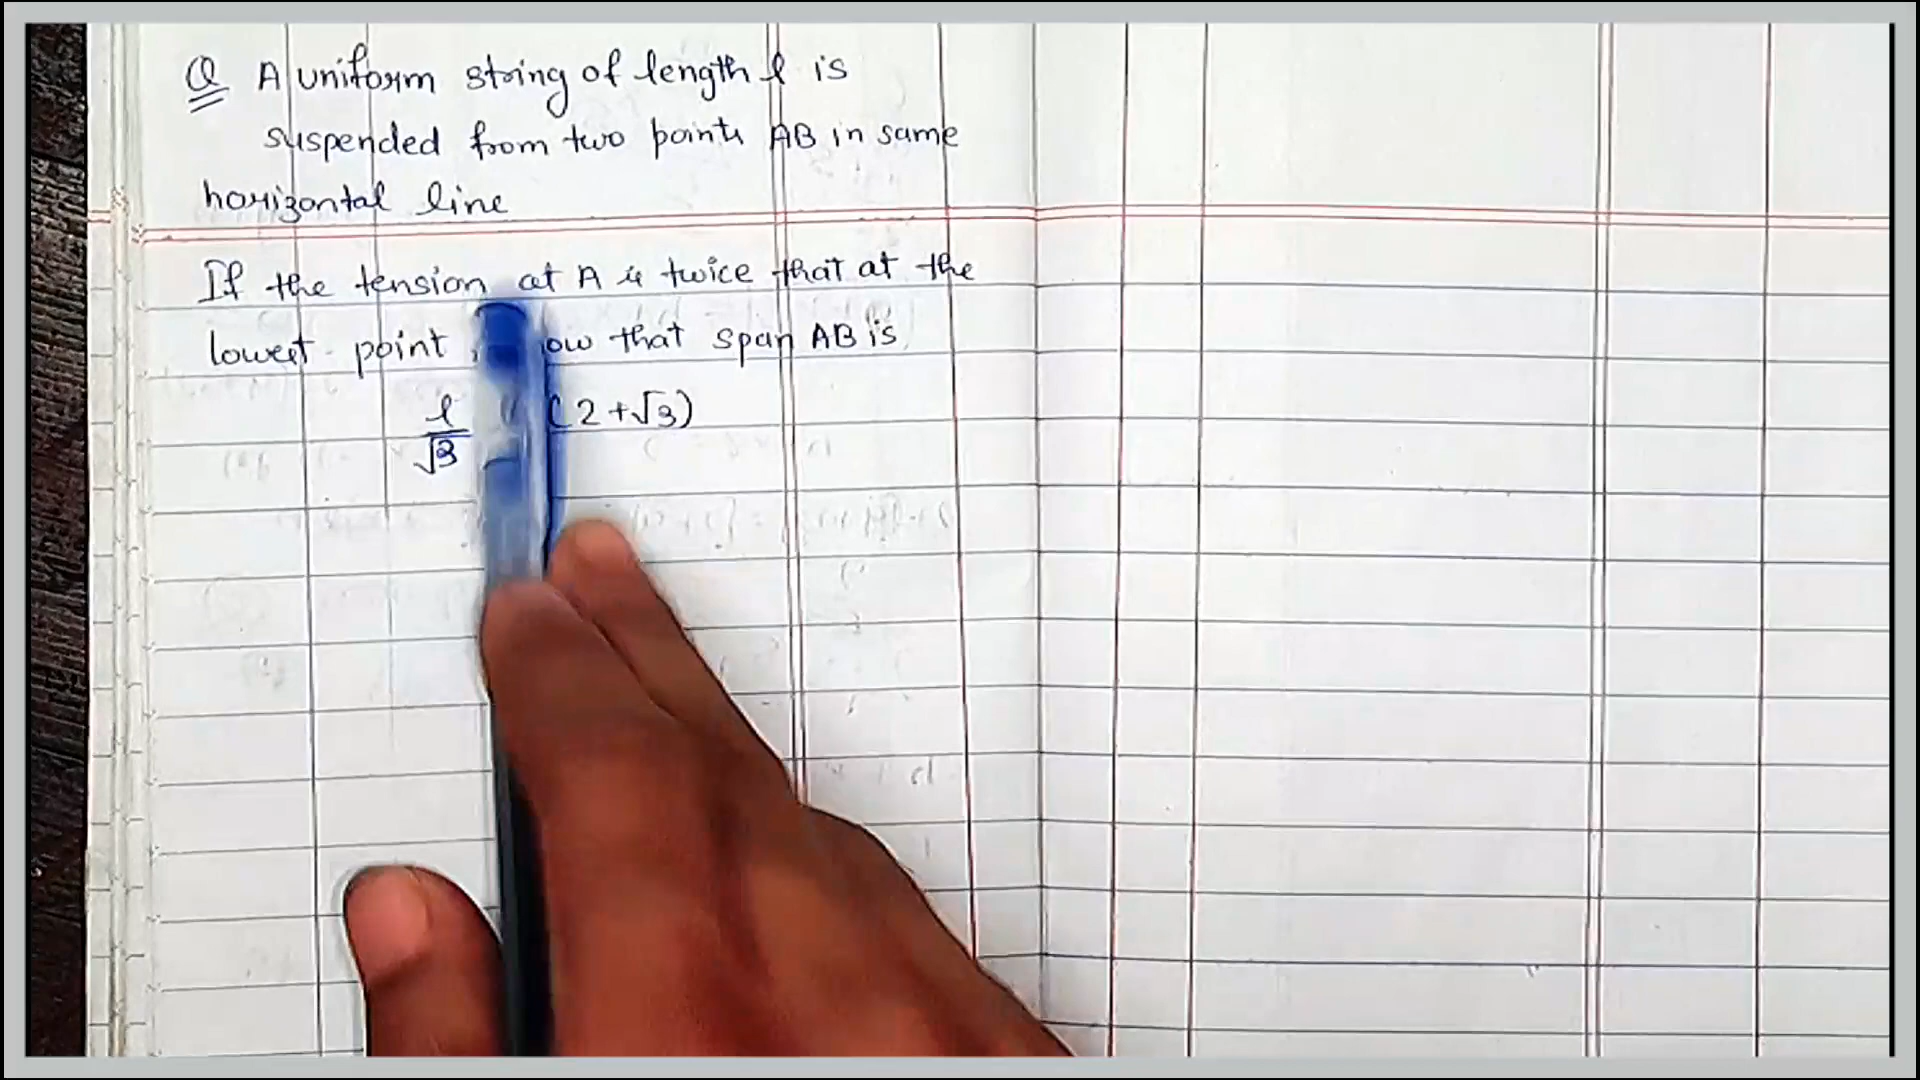 Q A uniform string of length l is
suspended from two points AB in same
horizontal line
If the tension at A is twice that at the
lowest point, that span AB is
l/√3 (2+√3)